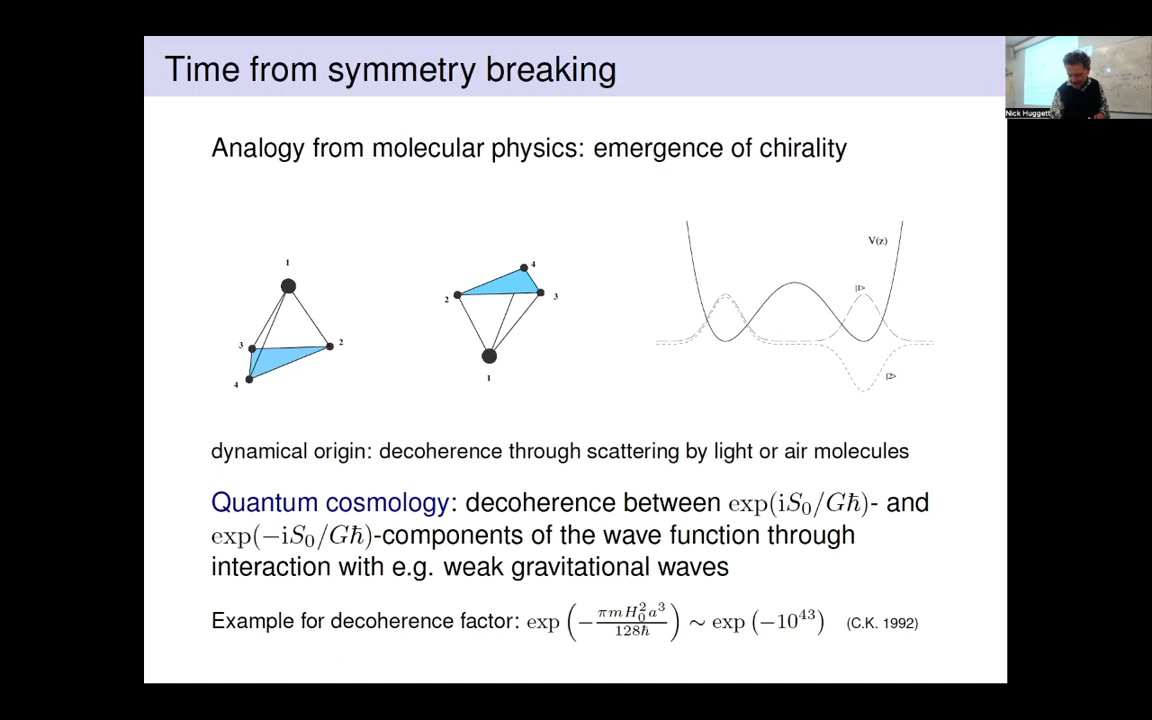 Time from symmetry breaking
Nick Huggett
Analogy from molecular physics: emergence of chirality
1
3
2
4
4
2
3
1
V(z)
|1>
|2>
dynamical origin: decoherence through scattering by light or air molecules
Quantum cosmology: decoherence between exp(iS₀/Għ)- and
exp(−iS₀/Għ)-components of the wave function through
interaction with e.g. weak gravitational waves
Example for decoherence factor: exp(−πmH₀²a³/128ħ) ~ exp(−10⁴³) (C.K. 1992)